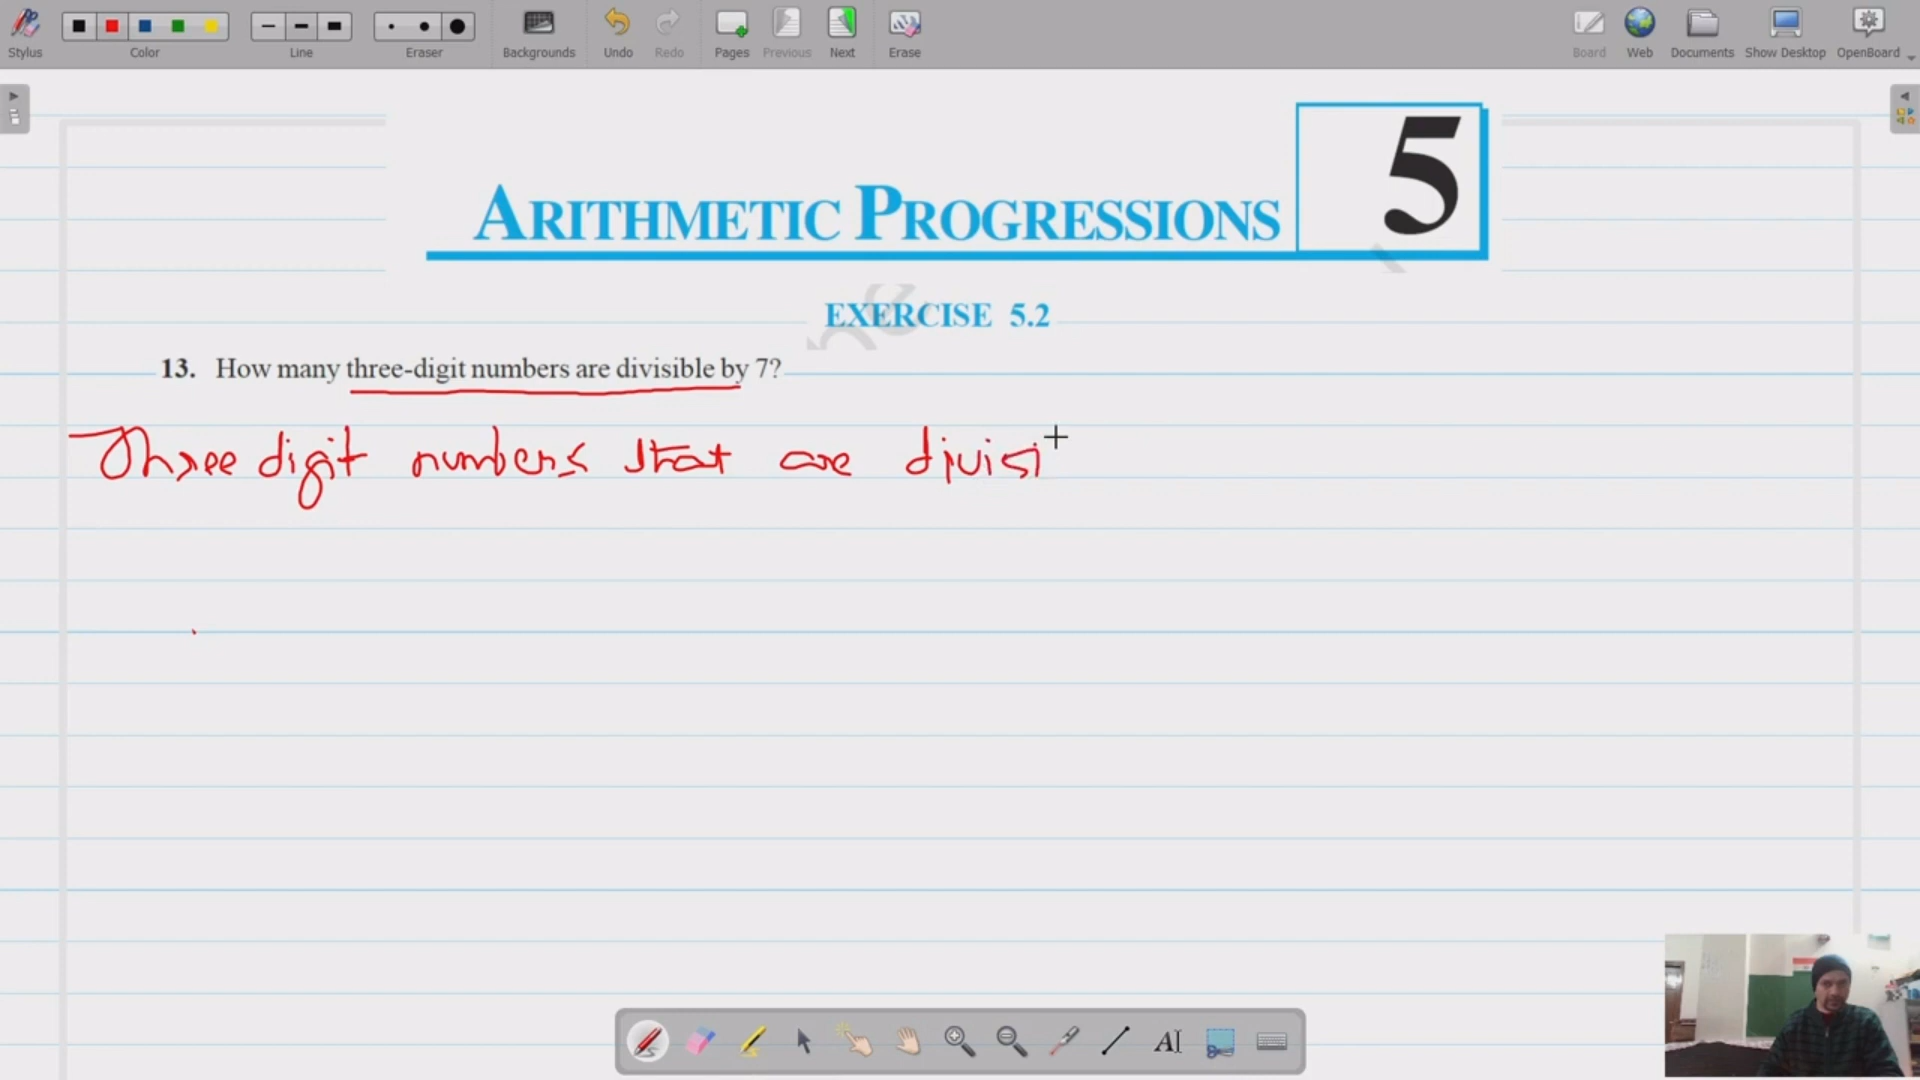 Stylus Color Line Eraser Backgrounds Undo Redo Pages Previous Next Erase Board Web Documents Show Desktop OpenBoard
ARITHMETIC PROGRESSIONS 5
EXERCISE 5.2
13. How many three-digit numbers are divisible by 7?
Three digit numbers that are divisi